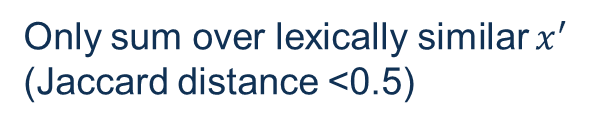 Only sum over lexically similar x′
(Jaccard distance <0.5)